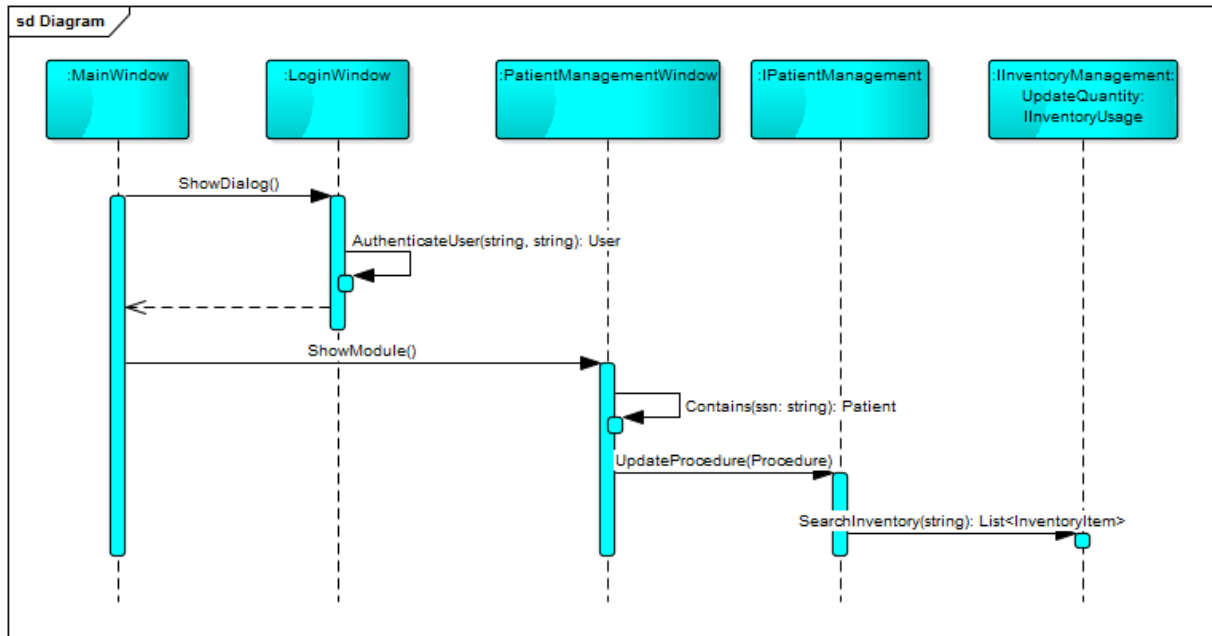 sd Diagram
:MainWindow
:LoginWindow
:PatientManagementWindow
:IPatientManagement
:IInventoryManagement:
UpdateQuantity:
IInventoryUsage
ShowDialog()
AuthenticateUser(string, string): User
ShowModule()
Contains(ssn: string): Patient
UpdateProcedure(Procedure)
SearchInventory(string): List<InventoryItem>